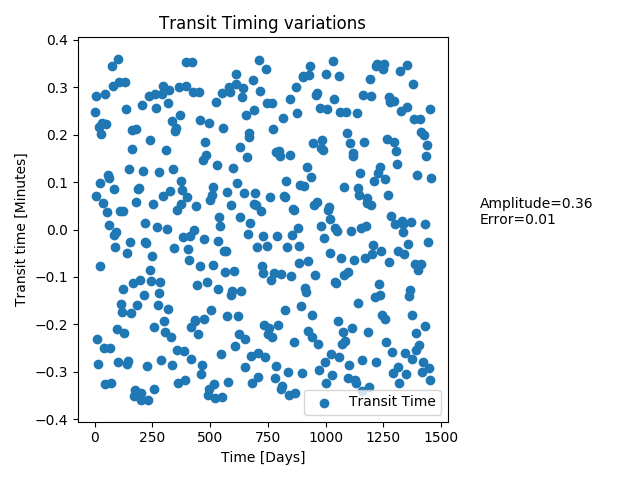 Transit Timing variations
0.4
0.3
0.2
0.1
0.0
−0.1
−0.2
−0.3
−0.4
Transit time [Minutes]
Amplitude=0.36
Error=0.01
Transit Time
0
250
500
750
1000
1250
1500
Time [Days]